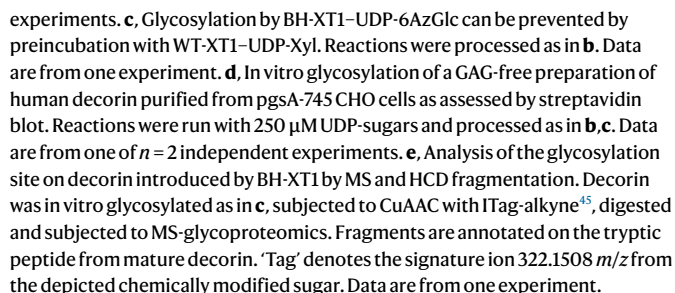 experiments. c, Glycosylation by BH-XT1–UDP-6AzGlc can be prevented by
preincubation with WT-XT1–UDP-Xyl. Reactions were processed as in b. Data
are from one experiment. d, In vitro glycosylation of a GAG-free preparation of
human decorin purified from pgsA-745 CHO cells as assessed by streptavidin
blot. Reactions were run with 250 µM UDP-sugars and processed as in b,c. Data
are from one of n = 2 independent experiments. e, Analysis of the glycosylation
site on decorin introduced by BH-XT1 by MS and HCD fragmentation. Decorin
was in vitro glycosylated as in c, subjected to CuAAC with ITag-alkyne45, digested
and subjected to MS-glycoproteomics. Fragments are annotated on the tryptic
peptide from mature decorin. ‘Tag’ denotes the signature ion 322.1508 m/z from
the depicted chemically modified sugar. Data are from one experiment.